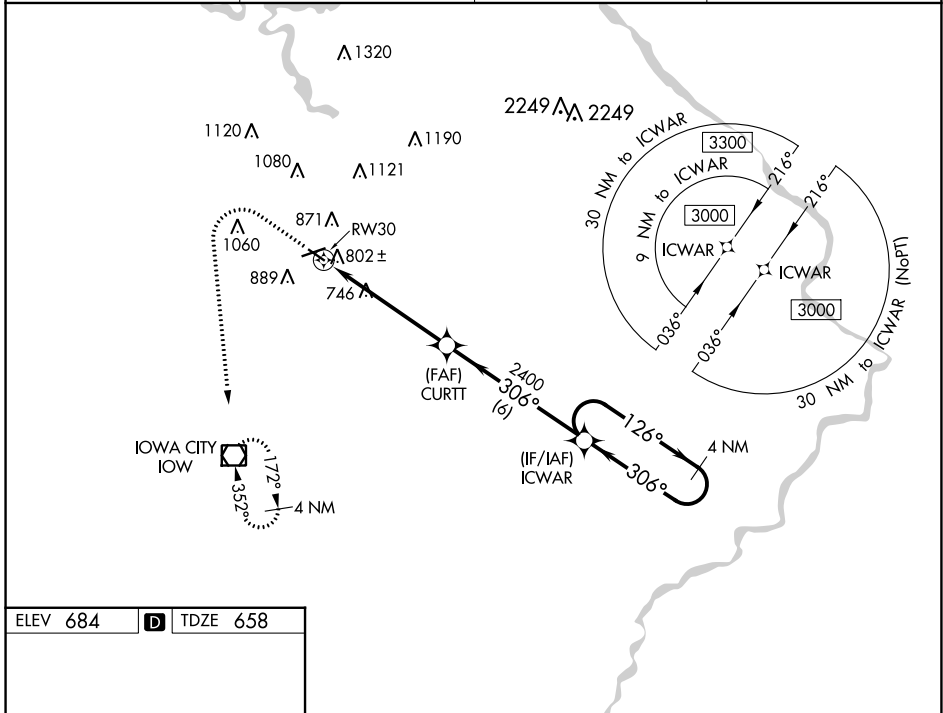 1320
2249 2249
1120
1190
1080
1121
30 NM to ICWAR
3300
216°
9 NM to ICWAR
3000
216°
871
RW30
1060
802 ±
ICWAR
ICWAR
889
746
3000
036°
036°
30 NM to ICWAR (NoPT)
(FAF)
CURTT
2400
306°
(6)
126°
4 NM
306°
(IF/IAF)
ICWAR
IOWA CITY
IOW
172°
352°
4 NM
ELEV 684 D TDZE 658